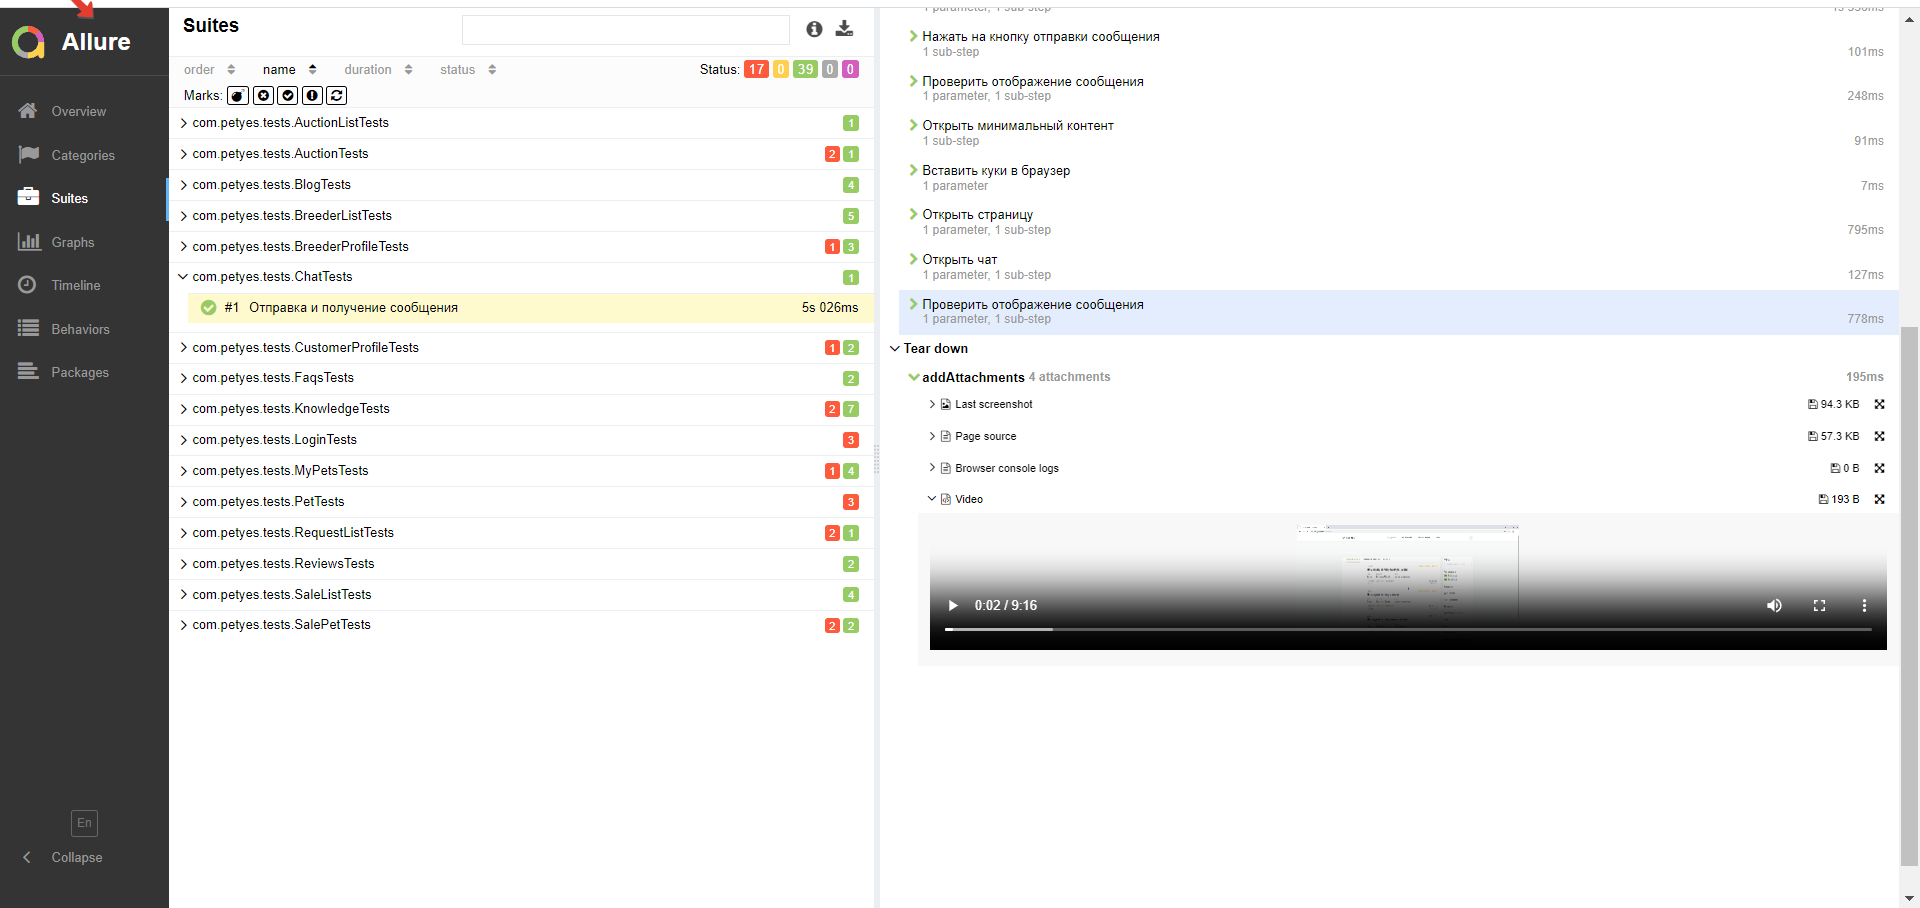 Allure
Overview
Categories
Suites
Graphs
Timeline
Behaviors
Packages
En
Collapse
Suites
order name duration status Status: 17 0 39 0 0
Marks:
com.petyes.tests.AuctionListTests 1
com.petyes.tests.AuctionTests 2 1
com.petyes.tests.BlogTests 4
com.petyes.tests.BreederListTests 5
com.petyes.tests.BreederProfileTests 1 3
com.petyes.tests.ChatTests 1
#1 Отправка и получение сообщения 5s 026ms
com.petyes.tests.CustomerProfileTests 1 2
com.petyes.tests.FaqsTests 2
com.petyes.tests.KnowledgeTests 2 7
com.petyes.tests.LoginTests 3
com.petyes.tests.MyPetsTests 1 4
com.petyes.tests.PetTests 3
com.petyes.tests.RequestListTests 2 1
com.petyes.tests.ReviewsTests 2
com.petyes.tests.SaleListTests 4
com.petyes.tests.SalePetTests 2 2
1 parameter, 1 sub-step
Нажать на кнопку отправки сообщения
1 sub-step 101ms
Проверить отображение сообщения
1 parameter, 1 sub-step 248ms
Открыть минимальный контент
1 sub-step 91ms
Вставить куки в браузер
1 parameter 7ms
Открыть страницу
1 parameter, 1 sub-step 795ms
Открыть чат
1 parameter, 1 sub-step 127ms
Проверить отображение сообщения
1 parameter, 1 sub-step 778ms
Tear down
addAttachments 4 attachments 195ms
Last screenshot 94.3 KB
Page source 57.3 KB
Browser console logs 0 B
Video 193 B
0:02 / 9:16